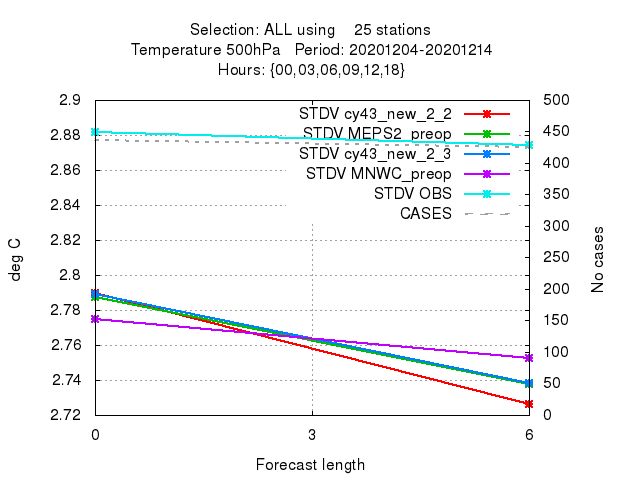 Selection: ALL using    25 stations
Temperature 500hPa   Period: 20201204-20201214
Hours: {00,03,06,09,12,18}
2.9
2.88
2.86
2.84
2.82
2.8
2.78
2.76
2.74
2.72
500
450
400
350
300
250
200
150
100
50
0
STDV cy43_new_2_2
STDV MEPS2_preop
STDV cy43_new_2_3
STDV MNWC_preop
STDV OBS
CASES
deg C
No cases
0
3
6
Forecast length